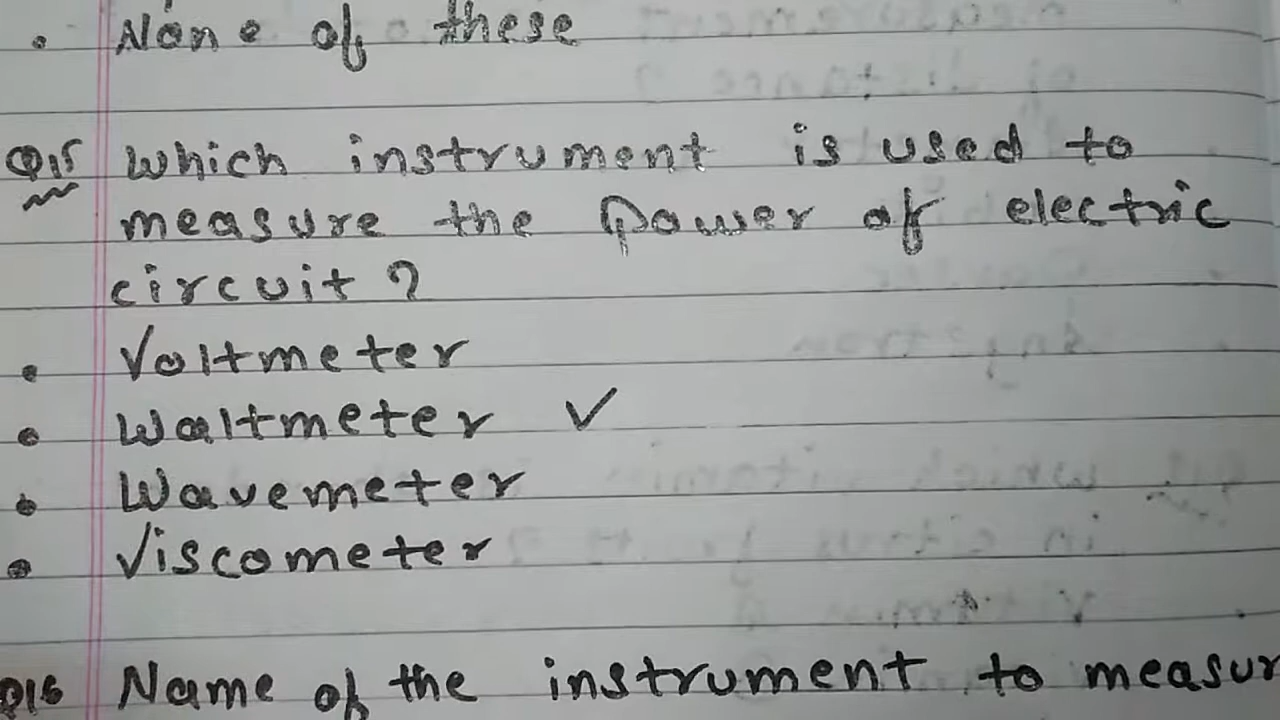 • None of these
Q15 Which instrument is used to
measure the power of electric
circuit?
• Voltmeter
• Waltmeter ✓
• Wavemeter
• Viscometer
Q16 Name of the instrument to measur